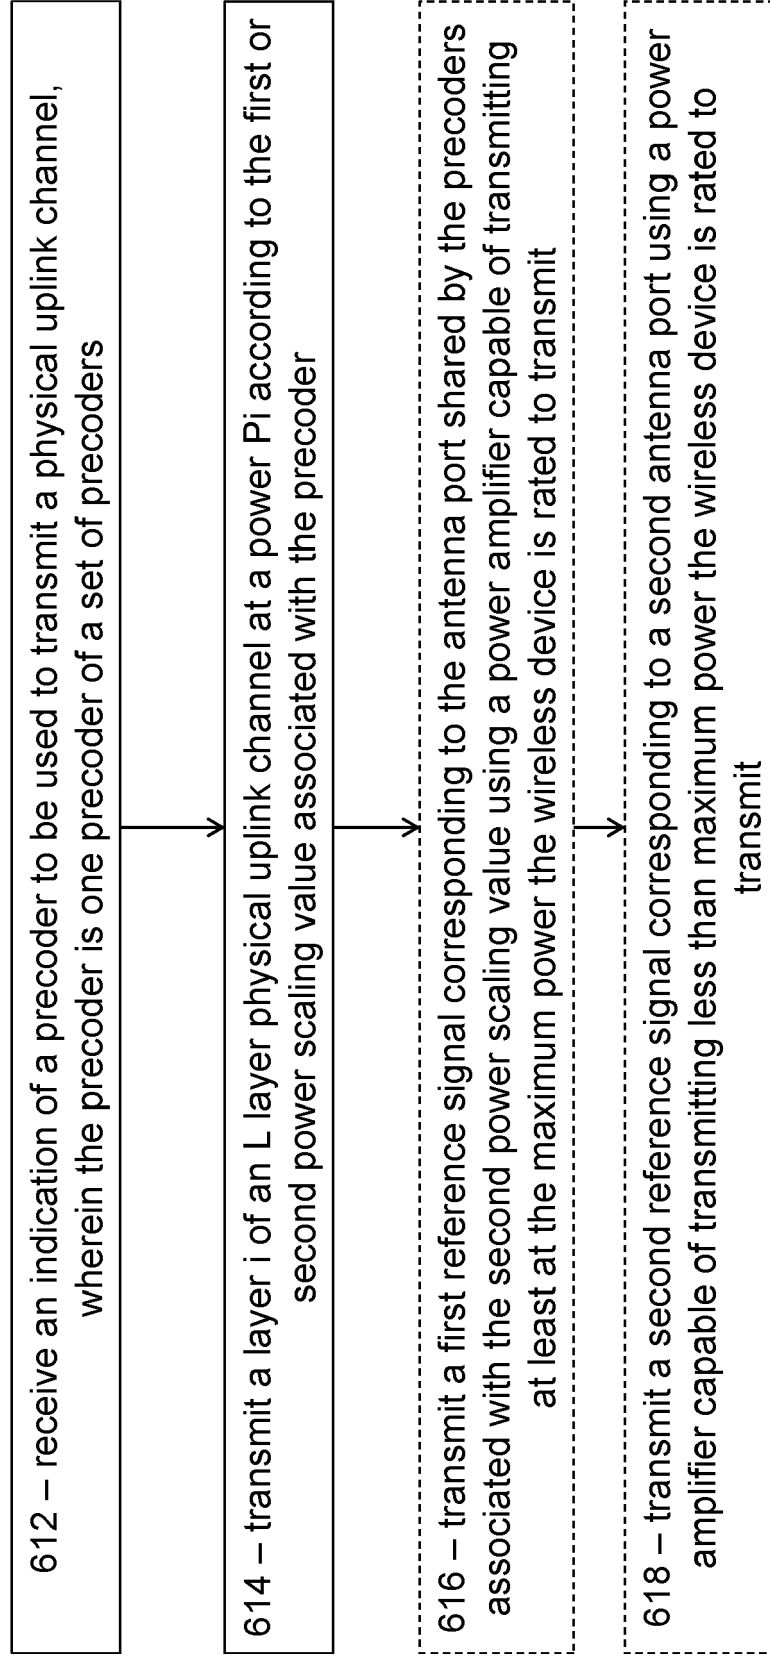 612 – receive an indication of a precoder to be used to transmit a physical uplink channel,
wherein the precoder is one precoder of a set of precoders
614 – transmit a layer i of an L layer physical uplink channel at a power Pi according to the first or
second power scaling value associated with the precoder
616 – transmit a first reference signal corresponding to the antenna port shared by the precoders
associated with the second power scaling value using a power amplifier capable of transmitting
at least at the maximum power the wireless device is rated to transmit
618 – transmit a second reference signal corresponding to a second antenna port using a power
amplifier capable of transmitting less than maximum power the wireless device is rated to
transmit